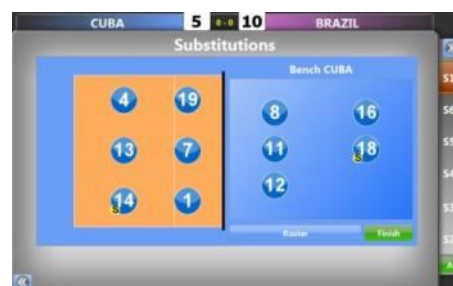 CUBA 5 0 - 0 10 BRAZIL
Substitutions
Bench CUBA
4 19 8 16
13 7 11 18
S
14 1 12
S
Finish